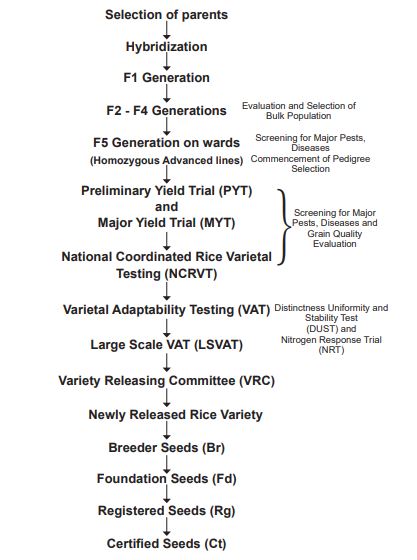 Selection of parents
Hybridization
F1 Generation
F2 - F4 Generations
Evaluation and Selection of
Bulk Population
F5 Generation on wards
(Homozygous Advanced lines)
Screening for Major Pests,
Diseases
Commencement of Pedigree
Selection
Preliminary Yield Trial (PYT)
and
Major Yield Trial (MYT)
Screening for Major
Pests, Diseases and
Grain Quality
Evaluation
National Coordinated Rice Varietal
Testing (NCRVT)
Varietal Adaptability Testing (VAT)
Distinctness Uniformity and
Stability Test
(DUST) and
Nitrogen Response Trial
(NRT)
Large Scale VAT (LSVAT)
Variety Releasing Committee (VRC)
Newly Released Rice Variety
Breeder Seeds (Br)
Foundation Seeds (Fd)
Registered Seeds (Rg)
Certified Seeds (Ct)